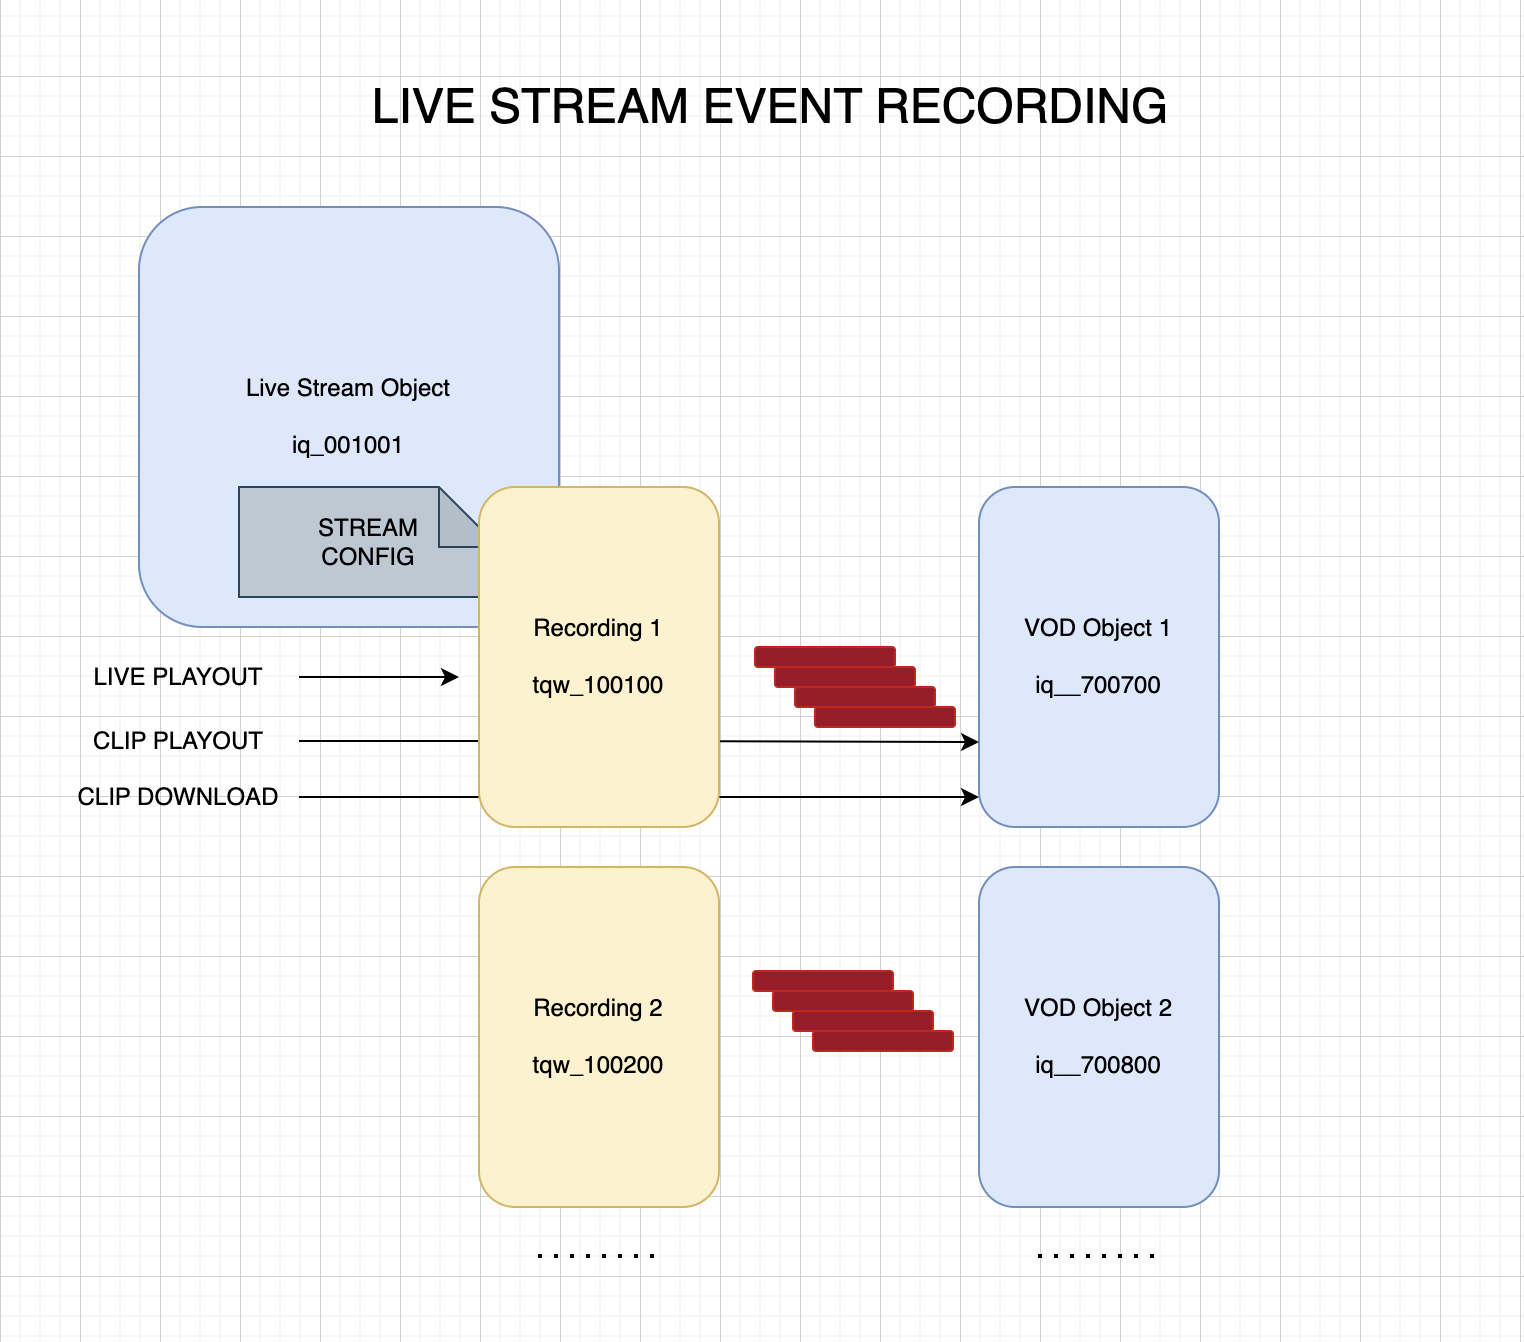 LIVE STREAM EVENT RECORDING
Live Stream Object
iq_001001
STREAM
CONFIG
Recording 1
tqw_100100
VOD Object 1
iq__700700
LIVE PLAYOUT
CLIP PLAYOUT
CLIP DOWNLOAD
Recording 2
tqw_100200
VOD Object 2
iq__700800
. . . . . . . .
. . . . . . . .